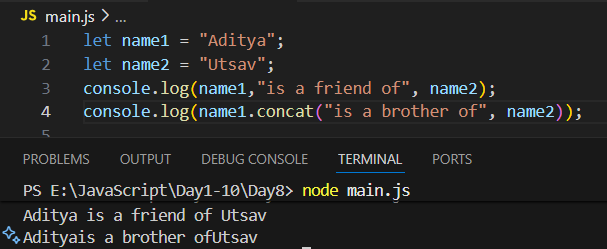 JS main.js > ...
1 let name1 = "Aditya";
2 let name2 = "Utsav";
3 console.log(name1,"is a friend of", name2);
4 console.log(name1.concat("is a brother of", name2));
5
PROBLEMS OUTPUT DEBUG CONSOLE TERMINAL PORTS
PS E:\JavaScript\Day1-10\Day8> node main.js
Aditya is a friend of Utsav
Adityais a brother ofUtsav